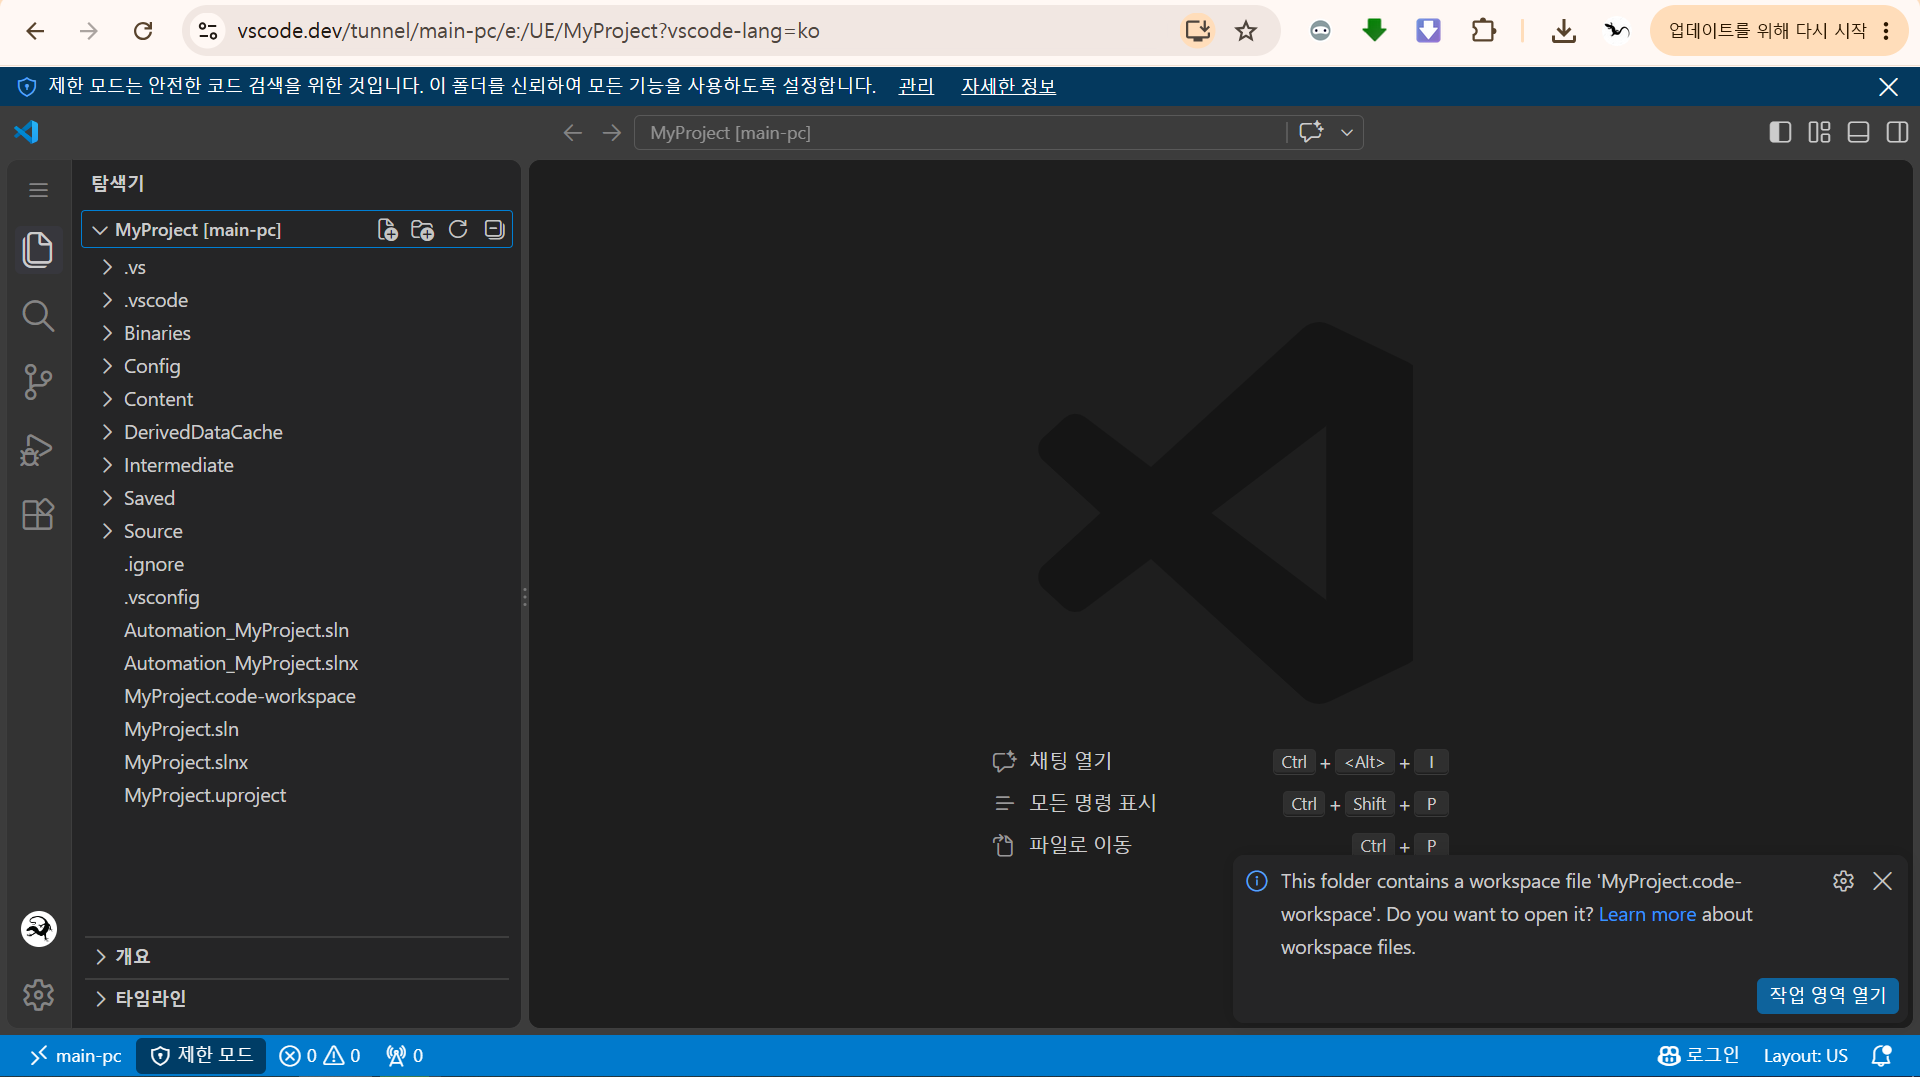 vscode.dev/tunnel/main-pc/e:/UE/MyProject?vscode-lang=ko
업데이트를 위해 다시 시작
제한 모드는 안전한 코드 검색을 위한 것입니다. 이 폴더를 신뢰하여 모든 기능을 사용하도록 설정합니다. 관리 자세한 정보
MyProject [main-pc]
탐색기
MyProject [main-pc]
.vs
.vscode
Binaries
Config
Content
DerivedDataCache
Intermediate
Saved
Source
.ignore
.vsconfig
Automation_MyProject.sln
Automation_MyProject.slnx
MyProject.code-workspace
MyProject.sln
MyProject.slnx
MyProject.uproject
개요
타임라인
채팅 열기 Ctrl + <Alt> + I
모든 명령 표시 Ctrl + Shift + P
파일로 이동 Ctrl + P
This folder contains a workspace file 'MyProject.code-
workspace'. Do you want to open it? Learn more about
workspace files.
작업 영역 열기
main-pc 제한 모드 0 0 0 로그인 Layout: US